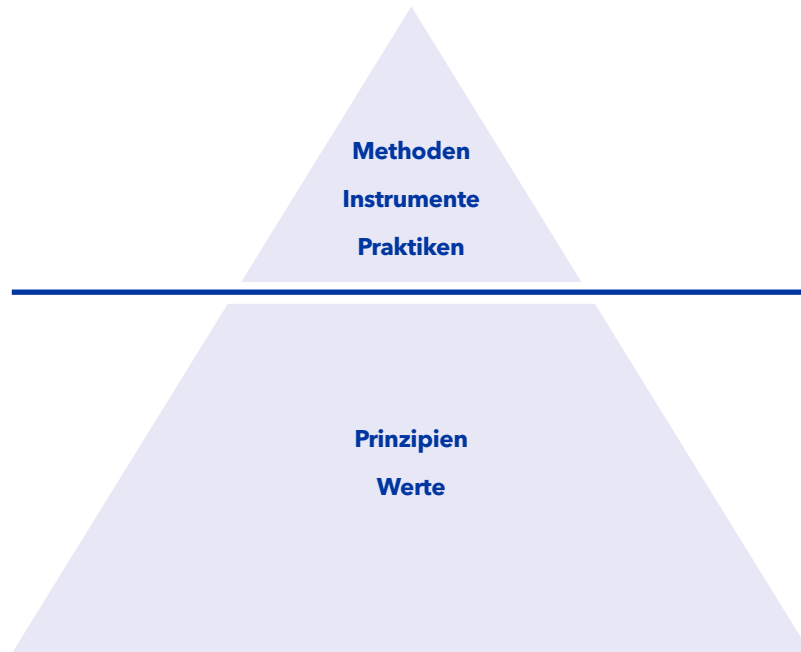 Methoden
Instrumente
Praktiken
Prinzipien
Werte